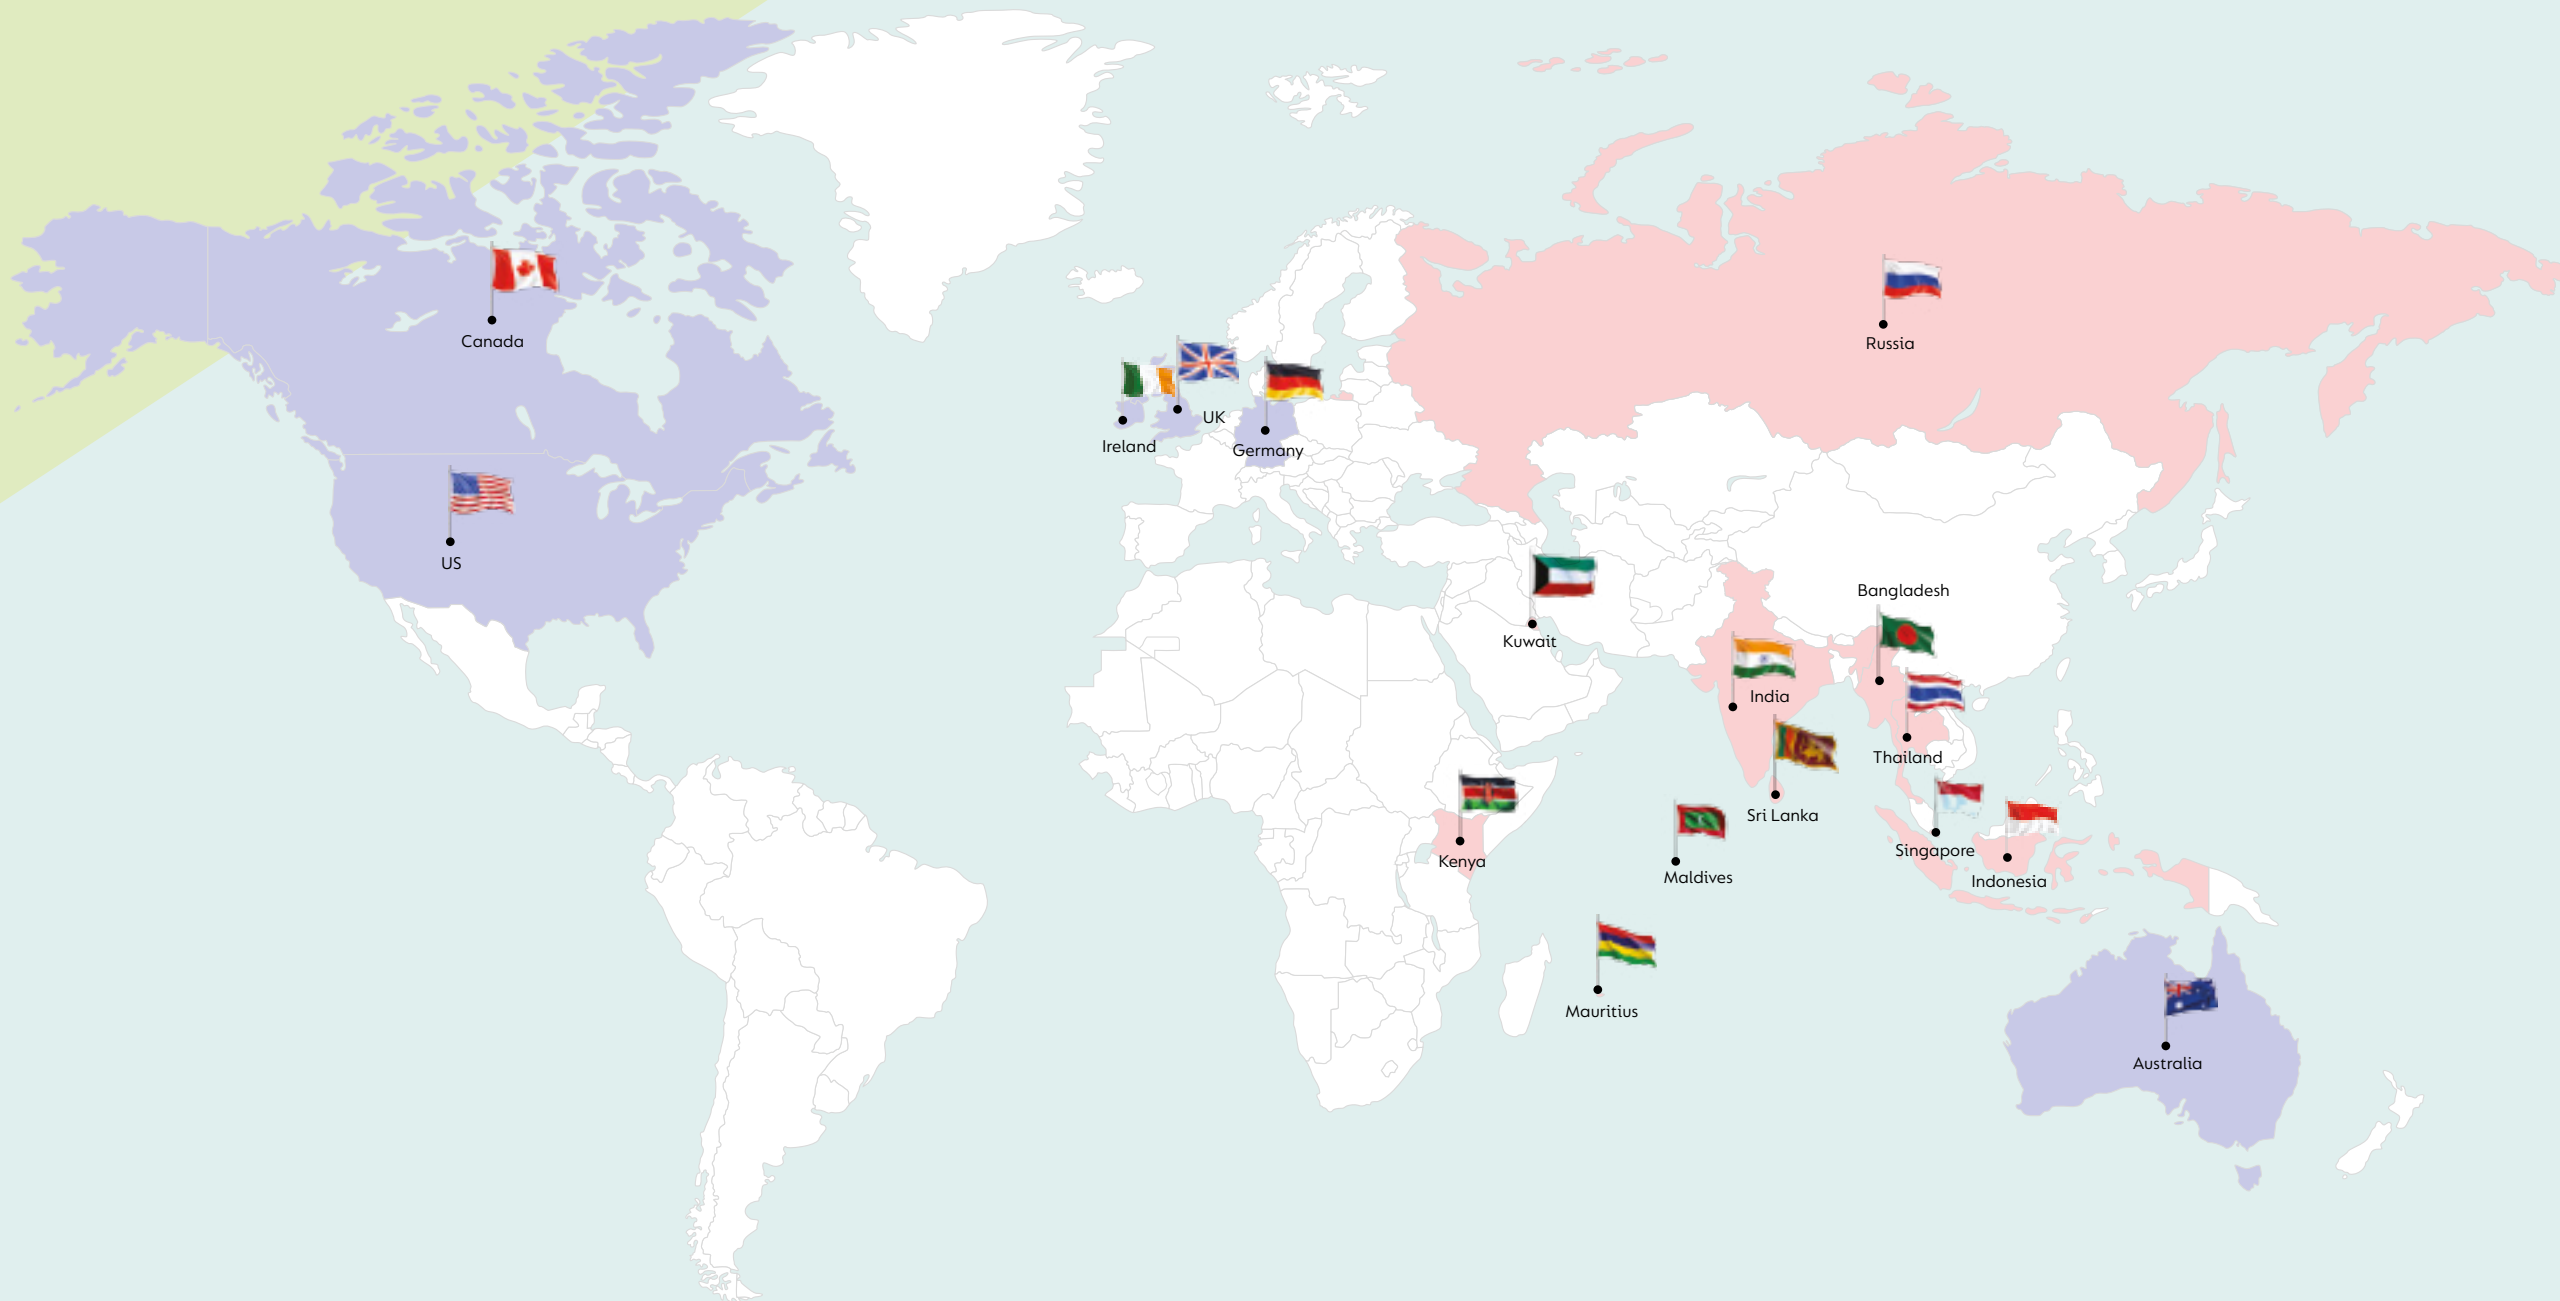 Canada
Russia
UK
Ireland
Germany
US
Bangladesh
Kuwait
India
Thailand
Sri Lanka
Singapore
Kenya
Maldives
Indonesia
Mauritius
Australia